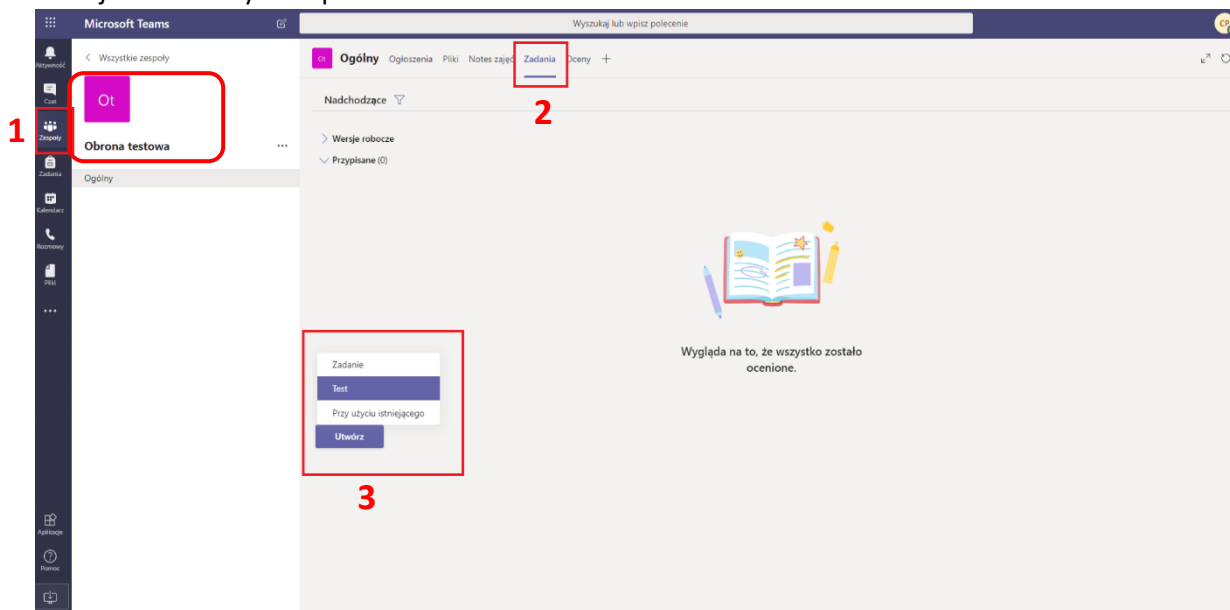 Microsoft Teams
Wyszukaj lub wpisz polecenie
CP
Aktywność
Czat
Zespoły
Zadania
Kalendarz
Rozmowy
Pliki
Aplikacje
Pomoc
1
< Wszystkie zespoły
Ot
Obrona testowa
...
Ogólny
Ot Ogólny Ogłoszenia Pliki Notes zajęć Zadania Oceny +
2
Nadchodzące
Wersje robocze
Przypisane (0)
Wygląda na to, że wszystko zostało
ocenione.
Zadanie
Test
Przy użyciu istniejącego
Utwórz
3